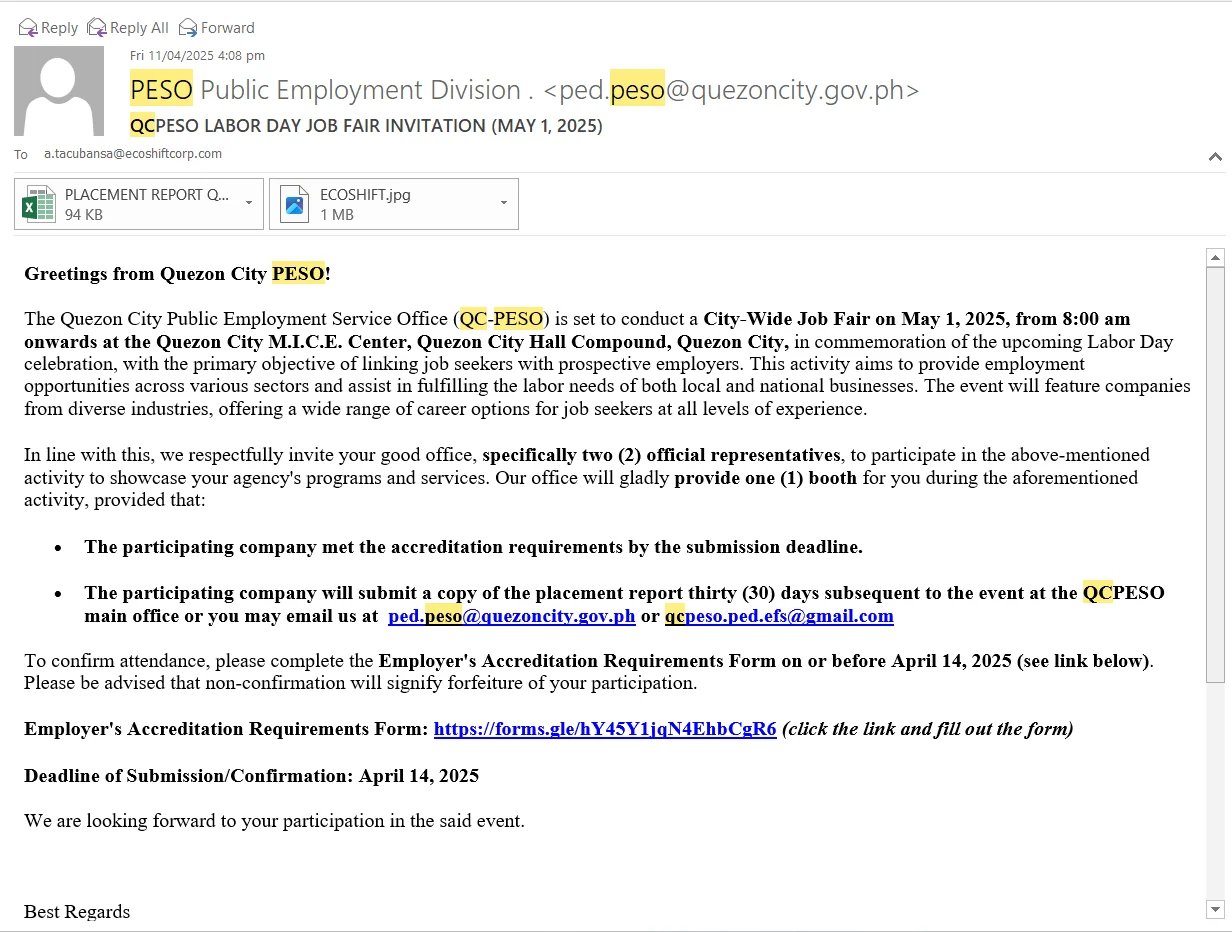 Reply Reply All Forward
Fri 11/04/2025 4:08 pm
PESO Public Employment Division . <ped.peso@quezoncity.gov.ph>
QCPESO LABOR DAY JOB FAIR INVITATION (MAY 1, 2025)
To a.tacubansa@ecoshiftcorp.com
PLACEMENT REPORT Q... ECOSHIFT.jpg
94 KB 1 MB
Greetings from Quezon City PESO!
The Quezon City Public Employment Service Office (QC-PESO) is set to conduct a City-Wide Job Fair on May 1, 2025, from 8:00 am
onwards at the Quezon City M.I.C.E. Center, Quezon City Hall Compound, Quezon City, in commemoration of the upcoming Labor Day
celebration, with the primary objective of linking job seekers with prospective employers. This activity aims to provide employment
opportunities across various sectors and assist in fulfilling the labor needs of both local and national businesses. The event will feature companies
from diverse industries, offering a wide range of career options for job seekers at all levels of experience.
In line with this, we respectfully invite your good office, specifically two (2) official representatives, to participate in the above-mentioned
activity to showcase your agency's programs and services. Our office will gladly provide one (1) booth for you during the aforementioned
activity, provided that:
• The participating company met the accreditation requirements by the submission deadline.
• The participating company will submit a copy of the placement report thirty (30) days subsequent to the event at the QCPESO
main office or you may email us at ped.peso@quezoncity.gov.ph or qcpeso.ped.efs@gmail.com
To confirm attendance, please complete the Employer's Accreditation Requirements Form on or before April 14, 2025 (see link below).
Please be advised that non-confirmation will signify forfeiture of your participation.
Employer's Accreditation Requirements Form: https://forms.gle/hY45Y1jqN4EhbCgR6 (click the link and fill out the form)
Deadline of Submission/Confirmation: April 14, 2025
We are looking forward to your participation in the said event.
Best Regards